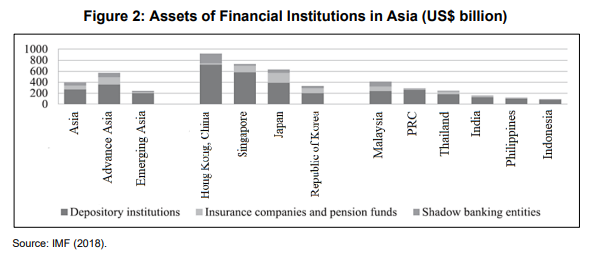 Figure 2: Assets of Financial Institutions in Asia (US$ billion)
1000
800
600
400
200
0
Asia
Advance Asia
Emerging Asia
Hong Kong, China
Singapore
Japan
Republic of Korea
Malaysia
PRC
Thailand
India
Philippines
Indonesia
Depository institutions
Insurance companies and pension funds
Shadow banking entities
Source: IMF (2018).